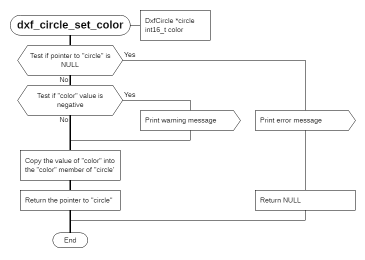 dxf_circle_set_color
DxfCircle *circle
int16_t color
Test if pointer to "circle" is
NULL
Yes
No
Test if "color" value is
negative
Yes
No
Print warning message
Print error message
Copy the value of "color" into
the "color" member of "circle"
Return the pointer to "circle"
Return NULL
End